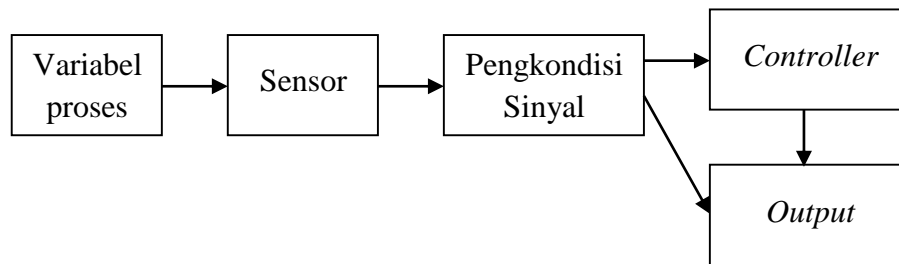 Variabel
proses
Sensor
Pengkondisi
Sinyal
Controller
Output